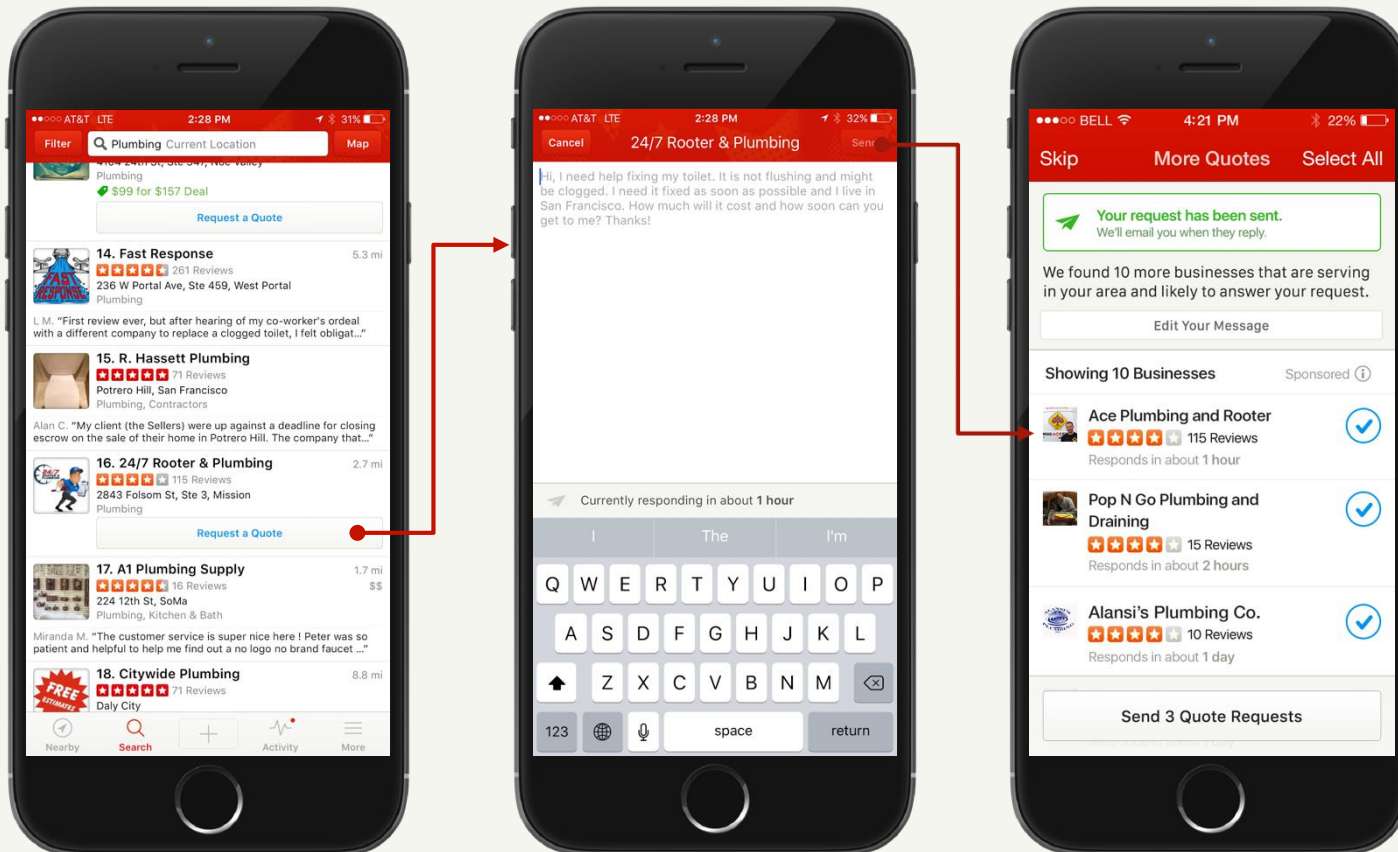 AT&T LTE 2:28 PM 31%
Filter Plumbing Current Location Map
4104 24th St, Ste 547, Noe Valley
Plumbing
$99 for $157 Deal
Request a Quote
14. Fast Response 5.3 mi
261 Reviews
236 W Portal Ave, Ste 459, West Portal
Plumbing
FAST
RESPONSE
L M. “First review ever, but after hearing of my co-worker's ordeal
with a different company to replace a clogged toilet, I felt obligat...”
15. R. Hassett Plumbing
71 Reviews
Potrero Hill, San Francisco
Plumbing, Contractors
Alan C. “My client (the Sellers) were up against a deadline for closing
escrow on the sale of their home in Potrero Hill. The company that...”
16. 24/7 Rooter & Plumbing 2.7 mi
115 Reviews
2843 Folsom St, Ste 3, Mission
Plumbing
24/7
Request a Quote
17. A1 Plumbing Supply 1.7 mi
16 Reviews $$
224 12th St, SoMa
Plumbing, Kitchen & Bath
Miranda M. “The customer service is super nice here ! Peter was so
patient and helpful to help me find out a no logo no brand faucet ...”
18. Citywide Plumbing 8.8 mi
71 Reviews
Daly City
FREE
ESTIMATES
Nearby Search Activity More
AT&T LTE 2:28 PM 32%
Cancel 24/7 Rooter & Plumbing Send
Hi, I need help fixing my toilet. It is not flushing and might
be clogged. I need it fixed as soon as possible and I live in
San Francisco. How much will it cost and how soon can you
get to me? Thanks!
Currently responding in about 1 hour
I The I'm
Q W E R T Y U I O P
A S D F G H J K L
Z X C V B N M
123 space return
BELL 4:21 PM 22%
Skip More Quotes Select All
Your request has been sent.
We'll email you when they reply.
We found 10 more businesses that are serving
in your area and likely to answer your request.
Edit Your Message
Showing 10 Businesses Sponsored i
Ace Plumbing and Rooter
115 Reviews
Responds in about 1 hour
Pop N Go Plumbing and
Draining
15 Reviews
Responds in about 2 hours
Alansi’s Plumbing Co.
10 Reviews
Responds in about 1 day
Send 3 Quote Requests